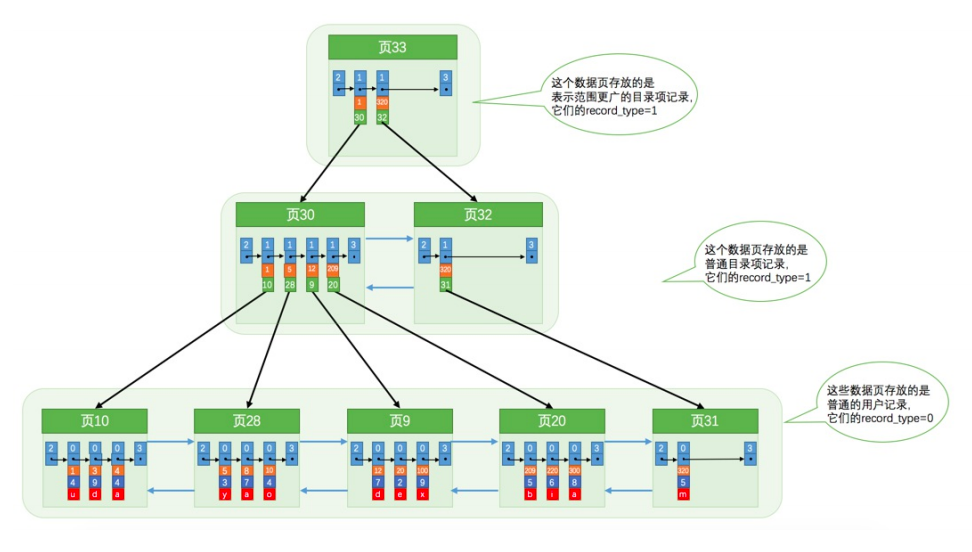 页33
2 1 1 3
1 320
30 32
这个数据页存放的是
表示范围更广的目录项记录,
它们的record_type=1
页30
2 1 1 1 1 3
1 5 12 209
10 28 9 20
页32
2 1 3
320
31
这个数据页存放的是
普通目录项记录,
它们的record_type=1
页10
2 0 0 0 3
1 3 4
4 9 4
u d a
页28
2 0 0 0 3
5 8 10
3 7 4
y a o
页9
2 0 0 0 3
12 20 100
7 2 9
d e x
页20
2 0 0 0 3
209 220 300
5 6 8
b i a
页31
2 0 3
320
5
m
这些数据页存放的是
普通的用户记录,
它们的record_type=0